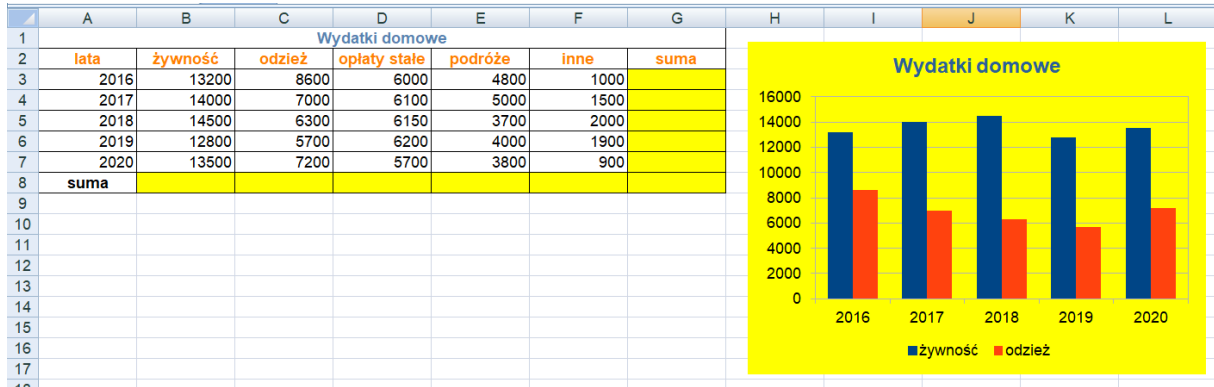 A B C D E F G H I J K L
1 Wydatki domowe
2 lata żywność odzież opłaty stałe podróże inne suma
3 2016 13200 8600 6000 4800 1000
4 2017 14000 7000 6100 5000 1500
5 2018 14500 6300 6150 3700 2000
6 2019 12800 5700 6200 4000 1900
7 2020 13500 7200 5700 3800 900
8 suma
9
10
11
12
13
14
15
16
17
Wydatki domowe
16000
14000
12000
10000
8000
6000
4000
2000
0
2016 2017 2018 2019 2020
żywność odzież